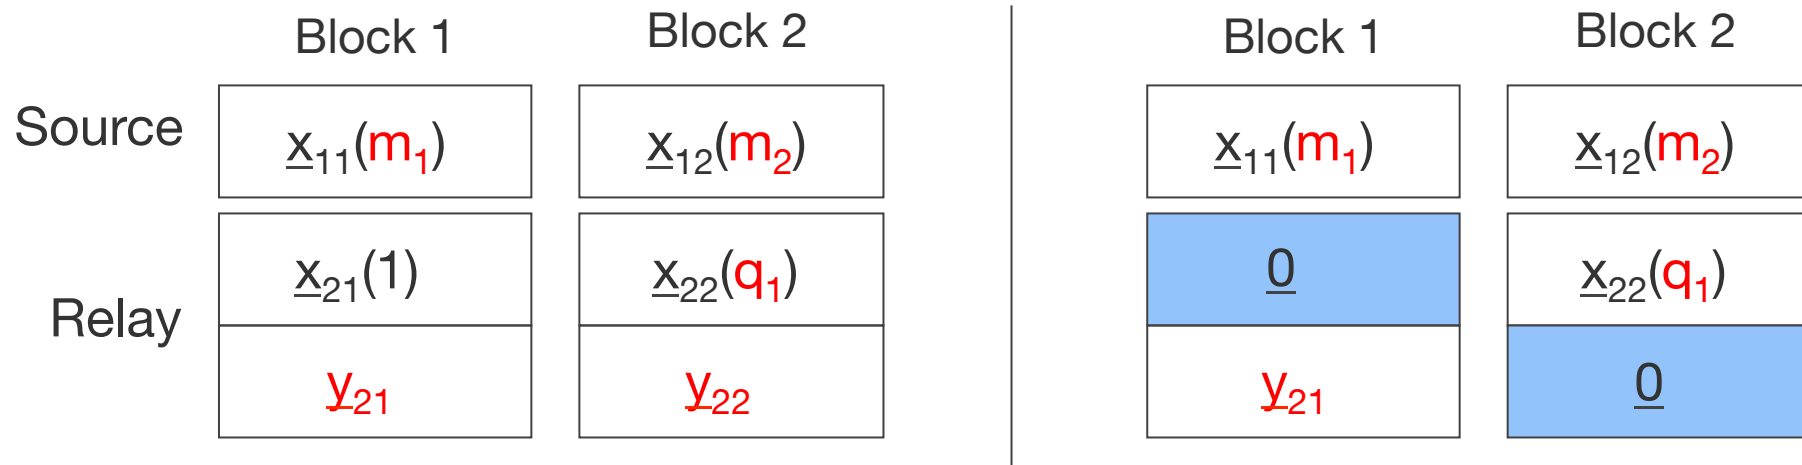 Block 1 Block 2 Block 1 Block 2
Source x₁₁(m₁) x₁₂(m₂) x₁₁(m₁) x₁₂(m₂)
Relay
x₂₁(1) x₂₂(q₁) 0 x₂₂(q₁)
y₂₁ y₂₂ y₂₁ 0